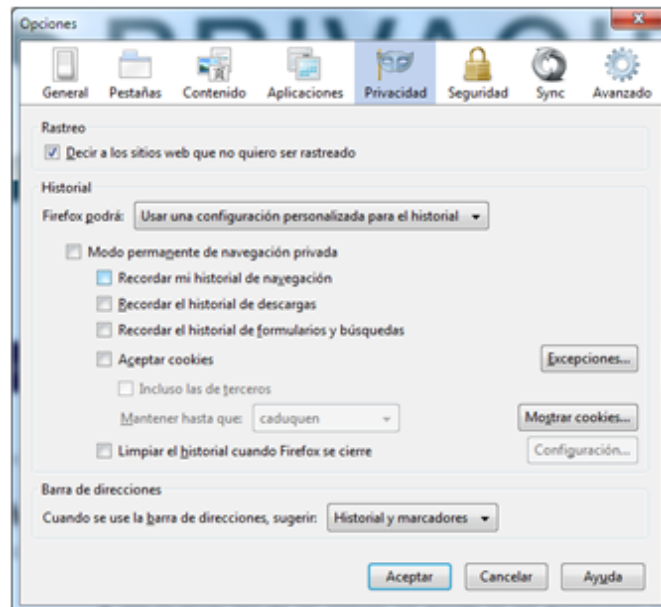 Opciones
General Pestañas Contenido Aplicaciones Privacidad Seguridad Sync Avanzado
Rastreo
Decir a los sitios web que no quiero ser rastreado
Historial
Firefox podrá: Usar una configuración personalizada para el historial
Modo permanente de navegación privada
Recordar mi historial de navegación
Recordar el historial de descargas
Recordar el historial de formularios y búsquedas
Aceptar cookies Excepciones...
Incluso las de terceros
Mantener hasta que: caduquen Mostrar cookies...
Limpiar el historial cuando Firefox se cierre Configuración...
Barra de direcciones
Cuando se use la barra de direcciones, sugerir: Historial y marcadores
Aceptar Cancelar Ayuda